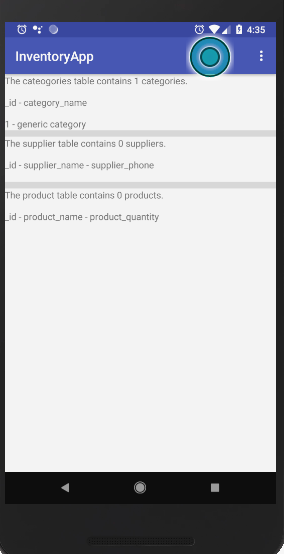 4:35
InventoryApp
The cateogories table contains 1 categories.
_id - category_name
1 - generic category
The supplier table contains 0 suppliers.
_id - supplier_name - supplier_phone
The product table contains 0 products.
_id - product_name - product_quantity